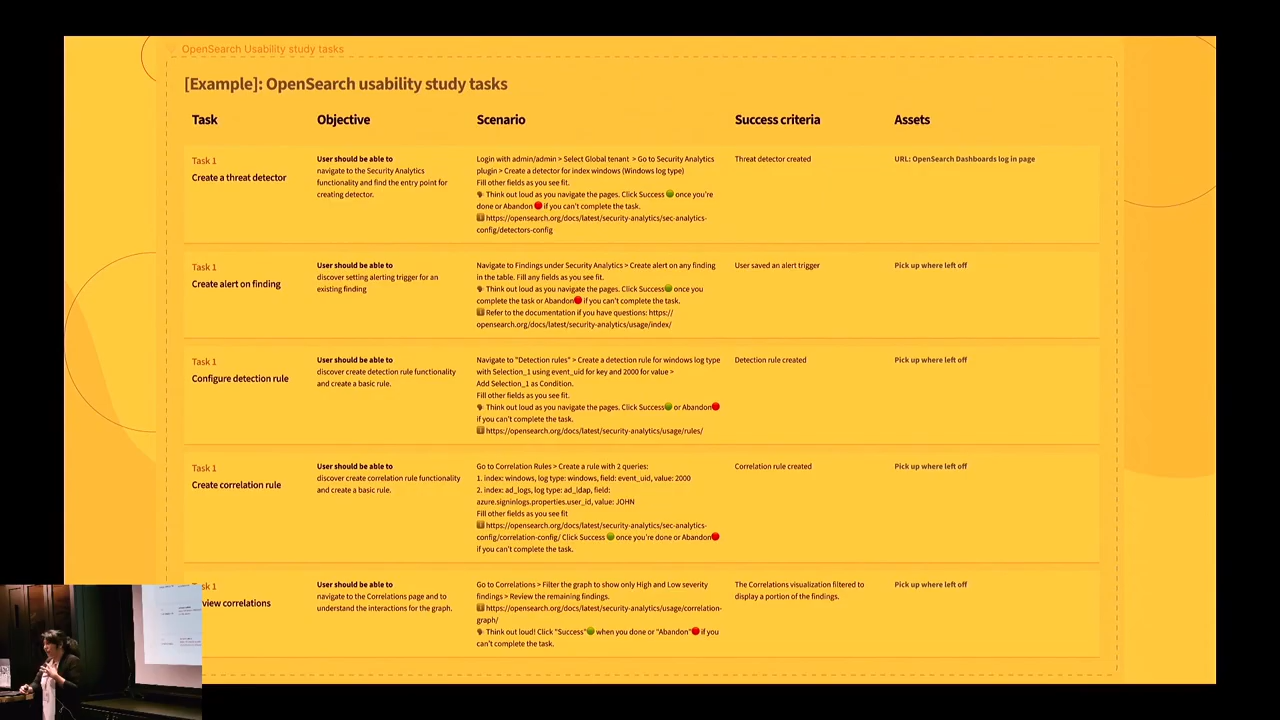 OpenSearch Usability study tasks
[Example]: OpenSearch usability study tasks
Task
Objective
Scenario
Success criteria
Assets
Task 1
Create a threat detector
User should be able to
navigate to the Security Analytics
functionality and find the entry point for
creating detector.
Login with admin/admin > Select Global tenant > Go to Security Analytics
plugin > Create a detector for index windows (Windows log type)
Fill other fields as you see fit.
Think out loud as you navigate the pages. Click Success once you're
done or Abandon if you can't complete the task.
https://opensearch.org/docs/latest/security-analytics/sec-analytics-
config/detectors-config
Threat detector created
URL: OpenSearch Dashboards log in page
Task 1
Create alert on finding
User should be able to
discover setting alerting trigger for an
existing finding
Navigate to Findings under Security Analytics > Create alert on any finding
in the table. Fill any fields as you see fit.
Think out loud as you navigate the pages. Click Success once you
complete the task or Abandon if you can't complete the task.
Refer to the documentation if you have questions: https://
opensearch.org/docs/latest/security-analytics/usage/index/
User saved an alert trigger
Pick up where left off
Task 1
Configure detection rule
User should be able to
discover create detection rule functionality
and create a basic rule.
Navigate to "Detection rules" > Create a detection rule for windows log type
with Selection_1 using event_uid for key and 2000 for value >
Add Selection_1 as Condition.
Fill other fields as you see fit.
Think out loud as you navigate the pages. Click Success or Abandon
if you can't complete the task.
https://opensearch.org/docs/latest/security-analytics/usage/rules/
Detection rule created
Pick up where left off
Task 1
Create correlation rule
User should be able to
discover create correlation rule functionality
and create a basic rule.
Go to Correlation Rules > Create a rule with 2 queries:
1. index: windows, log type: windows, field: event_uid, value: 2000
2. index: ad_logs, log type: ad_ldap, field:
azure.signinlogs.properties.user_id, value: JOHN
Fill other fields as you see fit
https://opensearch.org/docs/latest/security-analytics/sec-analytics-
config/correlation-config/ Click Success once you're done or Abandon
if you can't complete the task.
Correlation rule created
Pick up where left off
sk 1
view correlations
User should be able to
navigate to the Correlations page and to
understand the interactions for the graph.
Go to Correlations > Filter the graph to show only High and Low severity
findings > Review the remaining findings.
https://opensearch.org/docs/latest/security-analytics/usage/correlation-
graph/
Think out loud! Click "Success" when you done or "Abandon" if you
can't complete the task.
The Correlations visualization filtered to
display a portion of the findings.
Pick up where left off